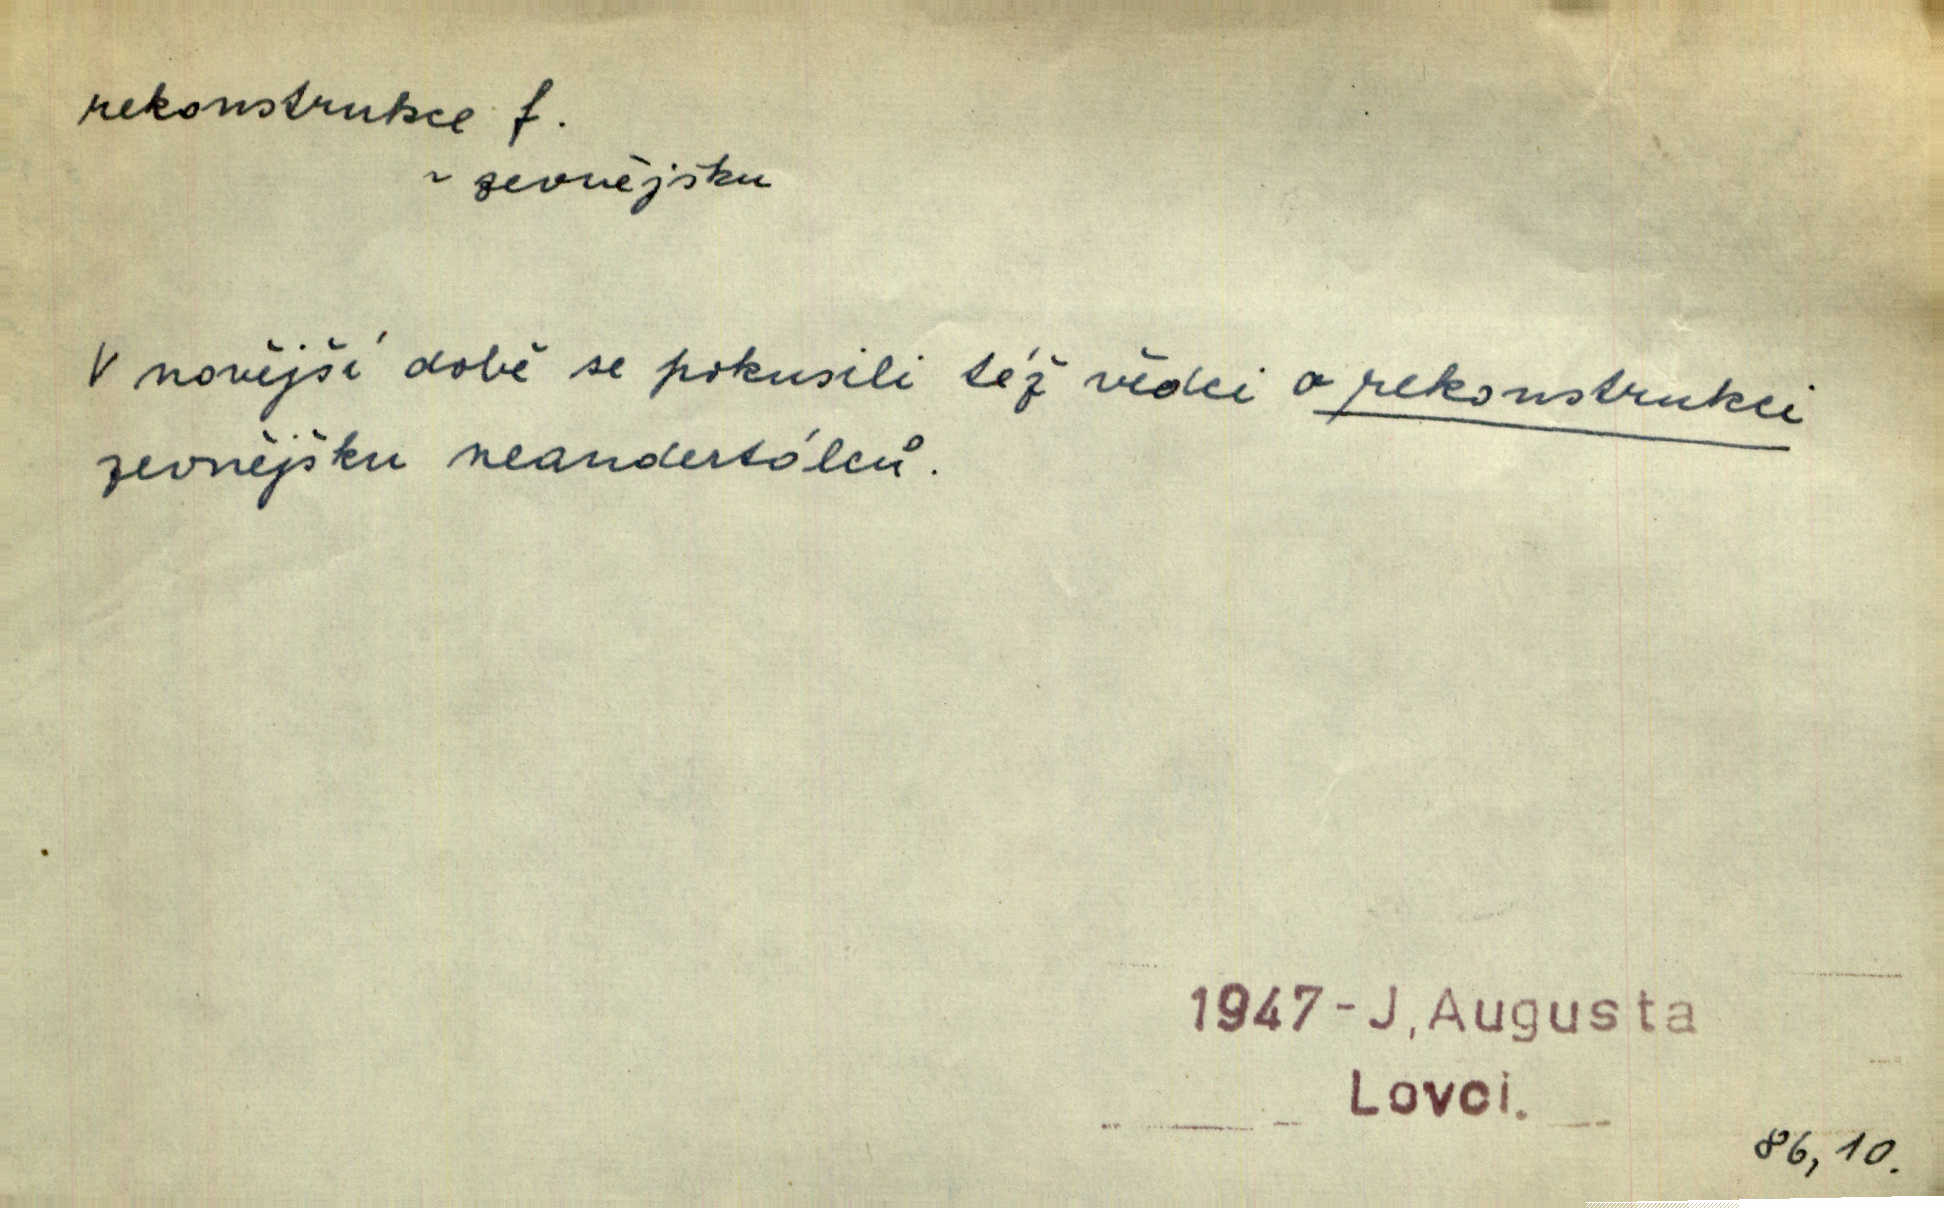 rekonstrukce f.
~ zevnějšku
V novější době se pokusili též vědci o rekonstrukci
zevnějšku neandertálců.
1947 - J, Augusta
Lovci.
86, 10.